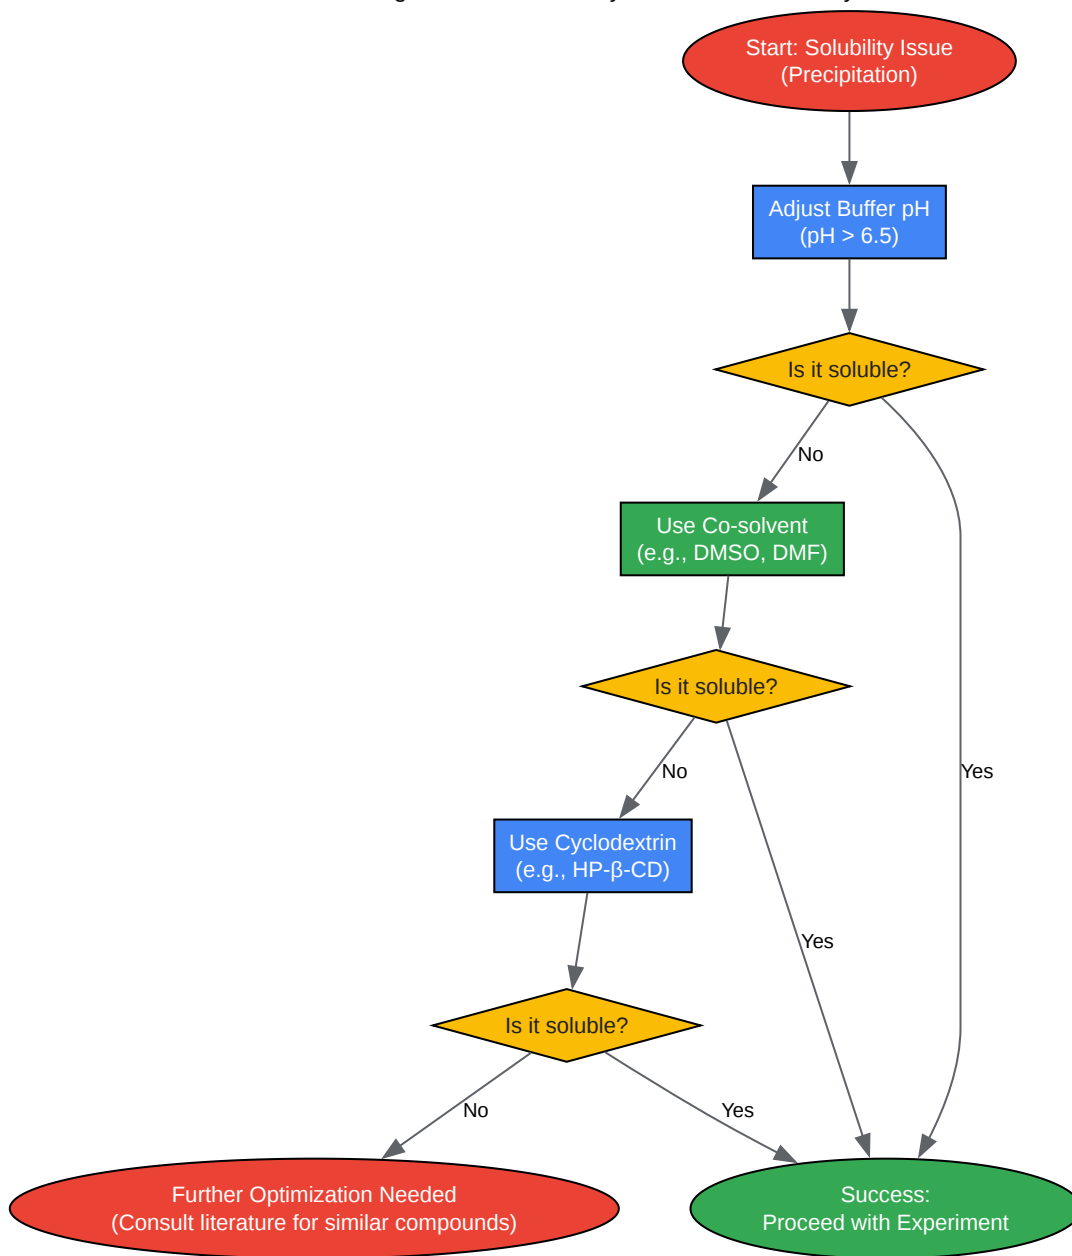 Start: Solubility Issue
(Precipitation)
Adjust Buffer pH
(pH > 6.5)
Is it soluble?
No
Use Co-solvent
(e.g., DMSO, DMF)
Is it soluble?
No
Yes
Use Cyclodextrin
(e.g., HP-β-CD)
Yes
Is it soluble?
No
Yes
Further Optimization Needed
(Consult literature for similar compounds)
Success:
Proceed with Experiment